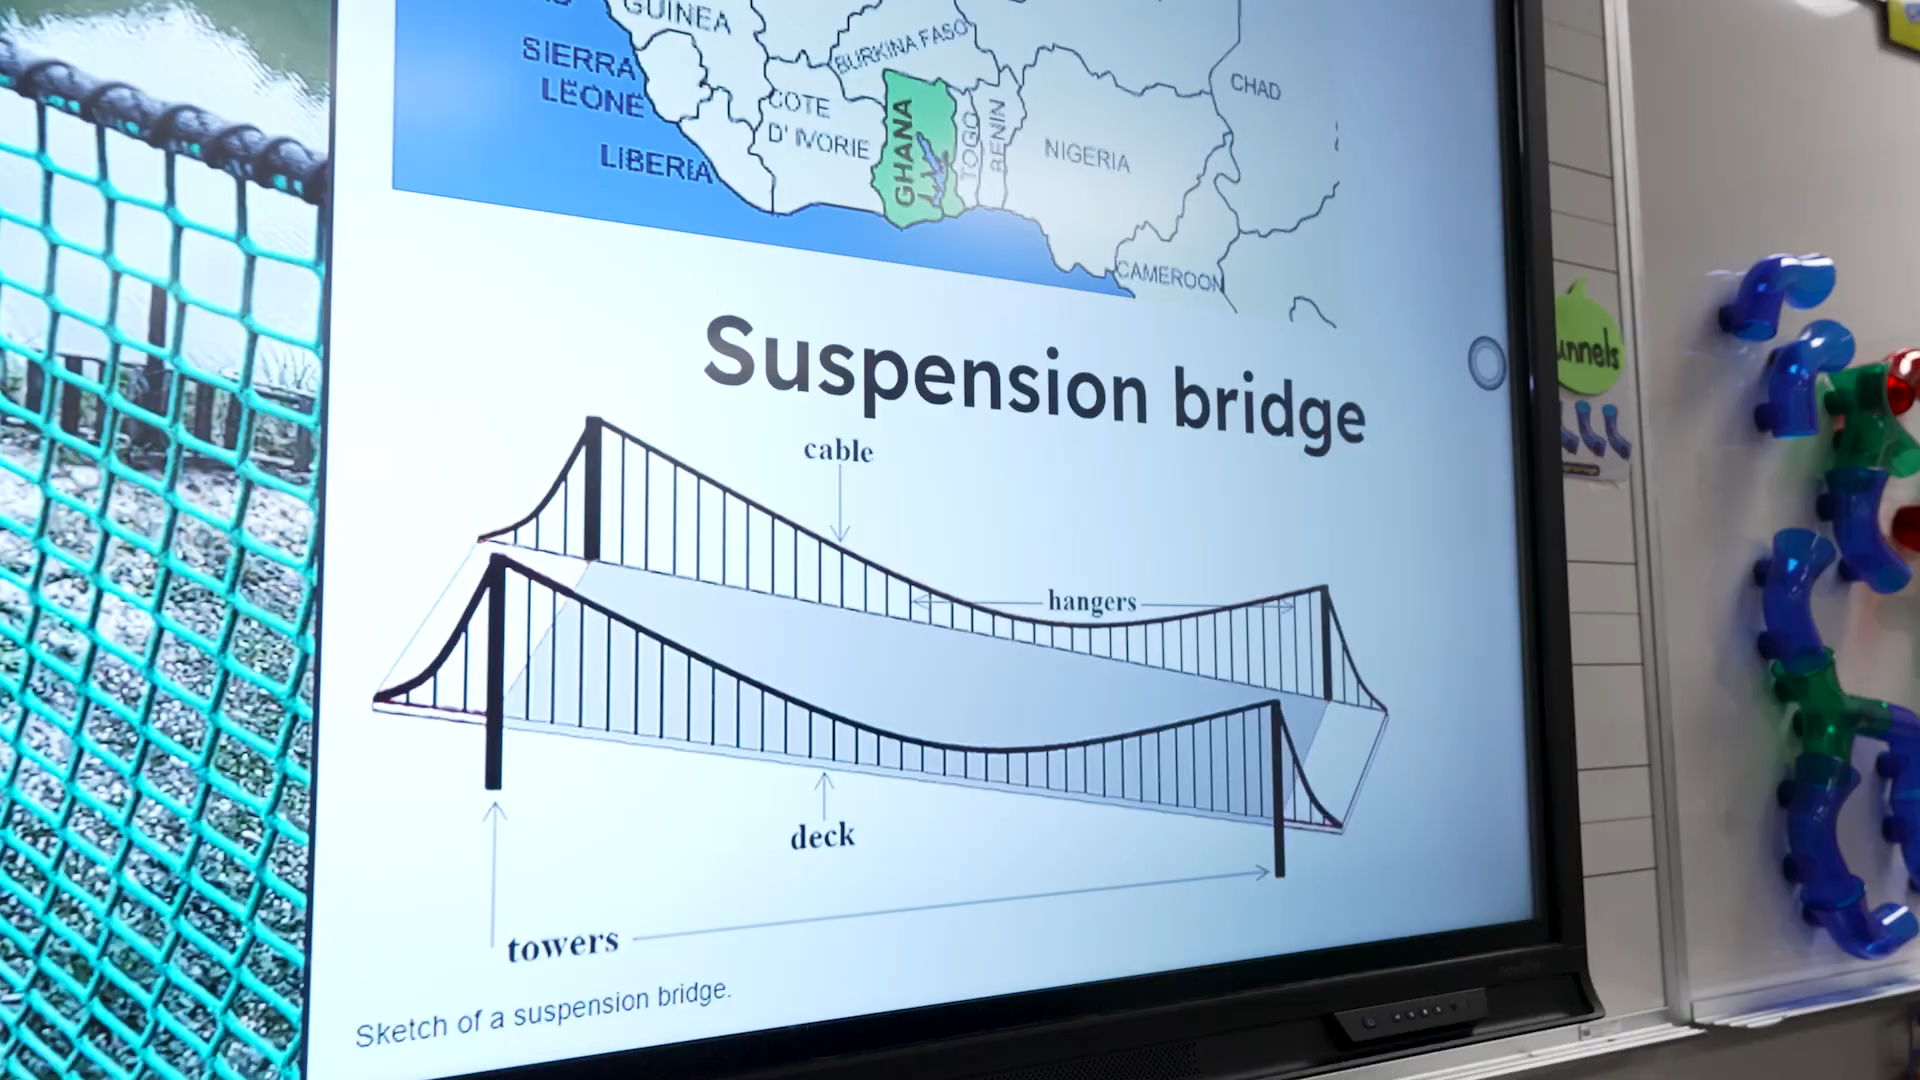 GUINEA
SIERRA
LEONE
LIBERIA
BURKINA FASO
COTE
D' IVORIE
GHANA
TOGO
BENIN
NIGERIA
CHAD
CAMEROON
Suspension bridge
cable
hangers
deck
towers
Sketch of a suspension bridge.
unnels